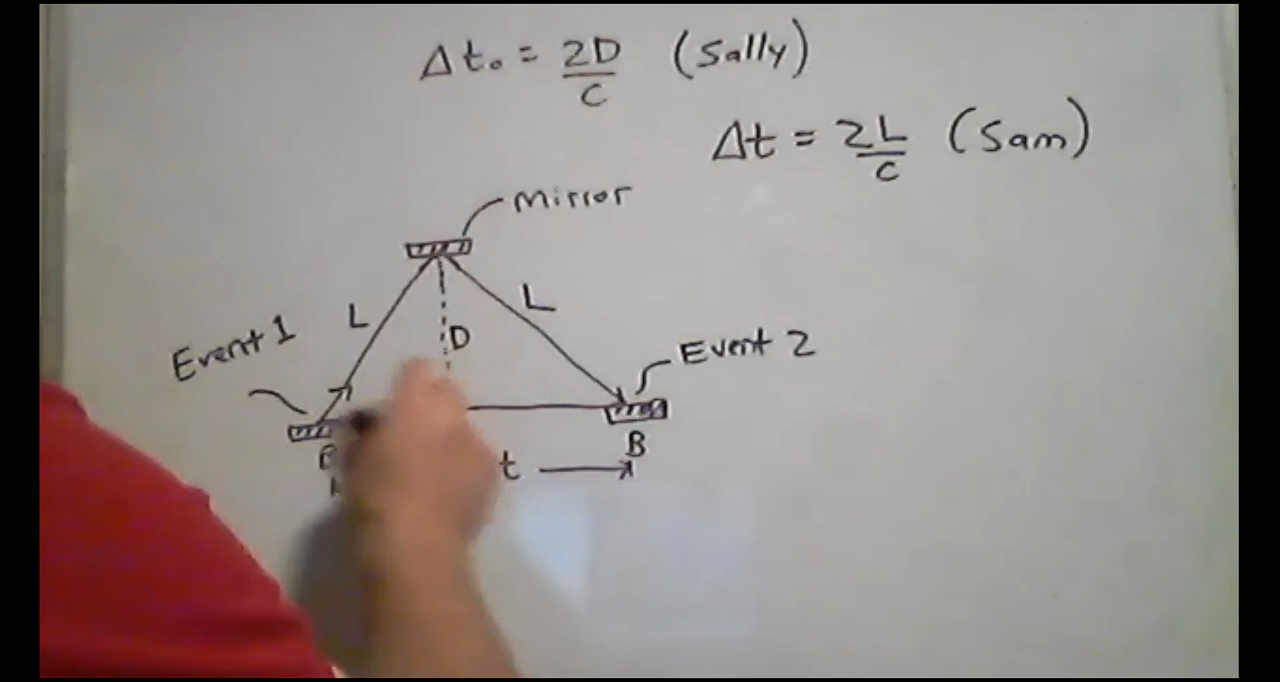 Δt₀ = 2D/C (Sally)
Δt = 2L/C (Sam)
Mirror
L
L
Event 1
D
Event 2
B
t